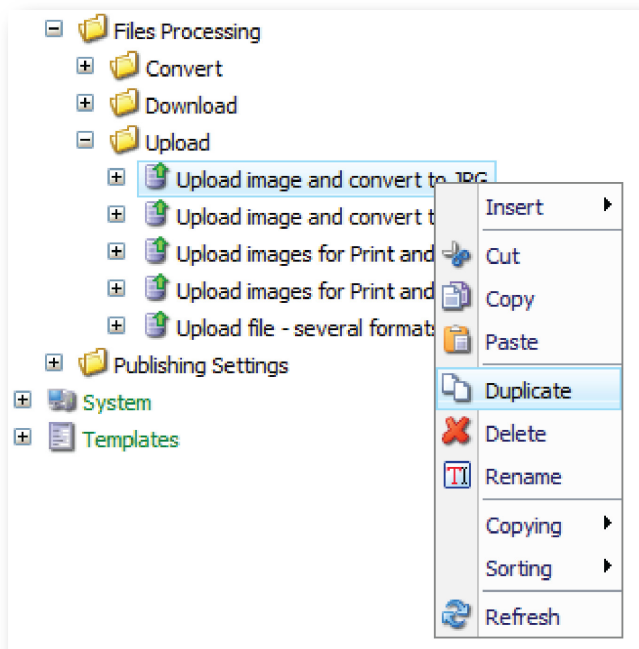 Files Processing
Convert
Download
Upload
Upload image and convert to JPG
Upload image and convert t
Upload images for Print and
Upload images for Print and
Upload file - several formats
Publishing Settings
System
Templates
Insert
Cut
Copy
Paste
Duplicate
Delete
Rename
Copying
Sorting
Refresh